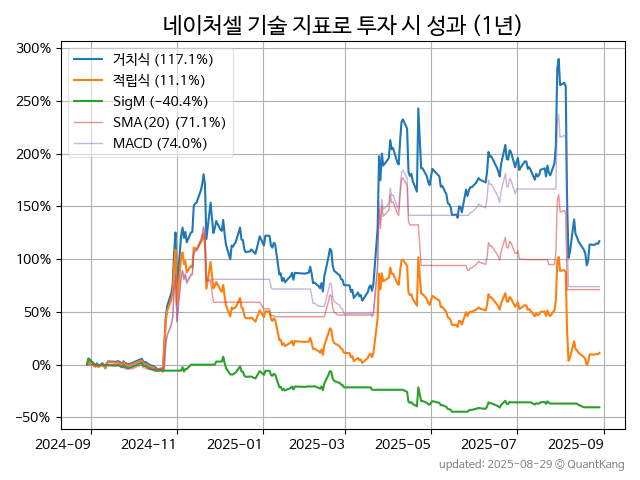 네이처셀 기술 지표로 투자 시 성과 (1년)
거치식 (117.1%)
적립식 (11.1%)
SigM (−40.4%)
SMA(20) (71.1%)
MACD (74.0%)
300%
250%
200%
150%
100%
50%
0%
−50%
2024-09
2024-11
2025-01
2025-03
2025-05
2025-07
2025-09
updated: 2025-08-29 © QuantKang